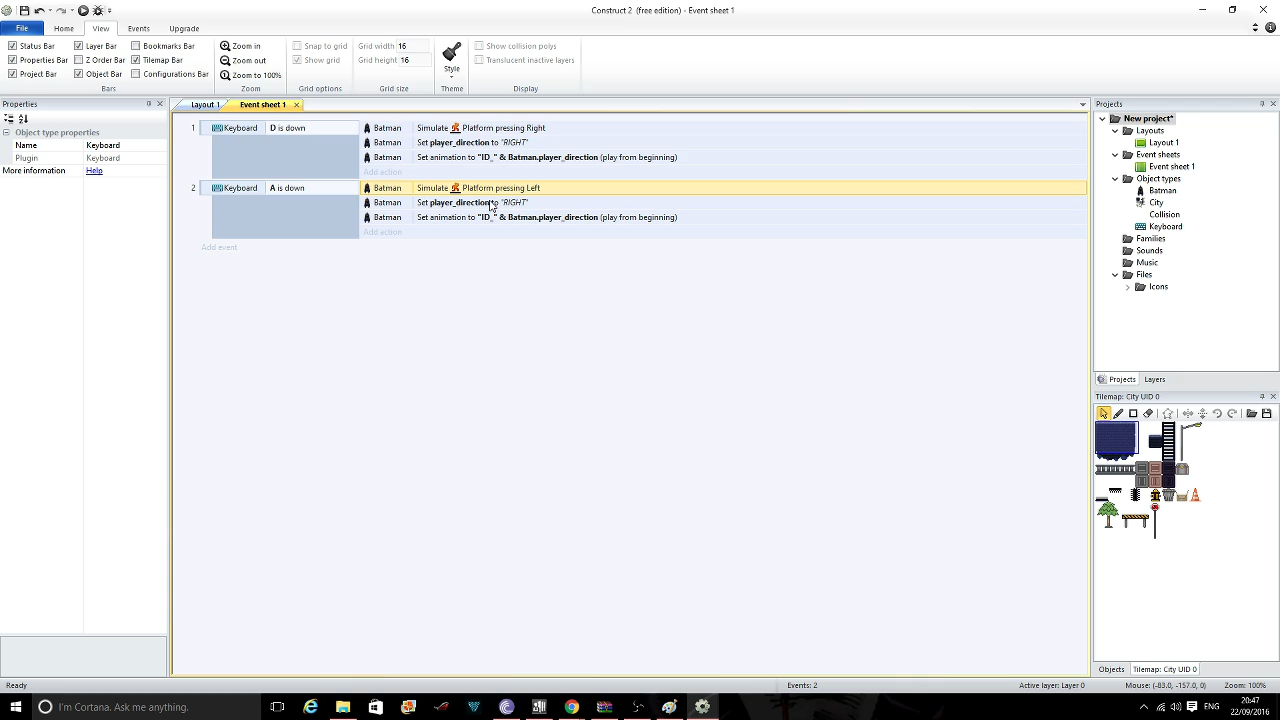 Construct 2 (free edition) - Event sheet 1
File Home View Events Upgrade
Status Bar Layer Bar Bookmarks Bar Zoom in Snap to grid Grid width 16 Show collision polys
Properties Bar Z Order Bar Tilemap Bar Zoom out Show grid Grid height 16 Translucent inactive layers
Project Bar Object Bar Configurations Bar Zoom to 100% Style
Bars Zoom Grid options Grid size Theme Display
Properties Layout 1 Event sheet 1 Projects
Object type properties
Name Keyboard
Plugin Keyboard
More information Help
1 Keyboard D is down Batman Simulate Platform pressing Right
Batman Set player_direction to "RIGHT"
Batman Set animation to "ID_" & Batman.player_direction (play from beginning)
Add action
2 Keyboard A is down Batman Simulate Platform pressing Left
Batman Set player_direction to "RIGHT"
Batman Set animation to "ID_" & Batman.player_direction (play from beginning)
Add action
Add event
New project*
Layouts
Layout 1
Event sheets
Event sheet 1
Object types
Batman
City
Collision
Keyboard
Families
Sounds
Music
Files
Icons
Projects Layers
Tilemap: City UID 0
Objects Tilemap: City UID 0
Ready Events: 2 Active layer: Layer 0 Mouse: (-83.0, -157.0, 0) Zoom: 100%
I'm Cortana. Ask me anything. ENG 20:47
22/09/2016